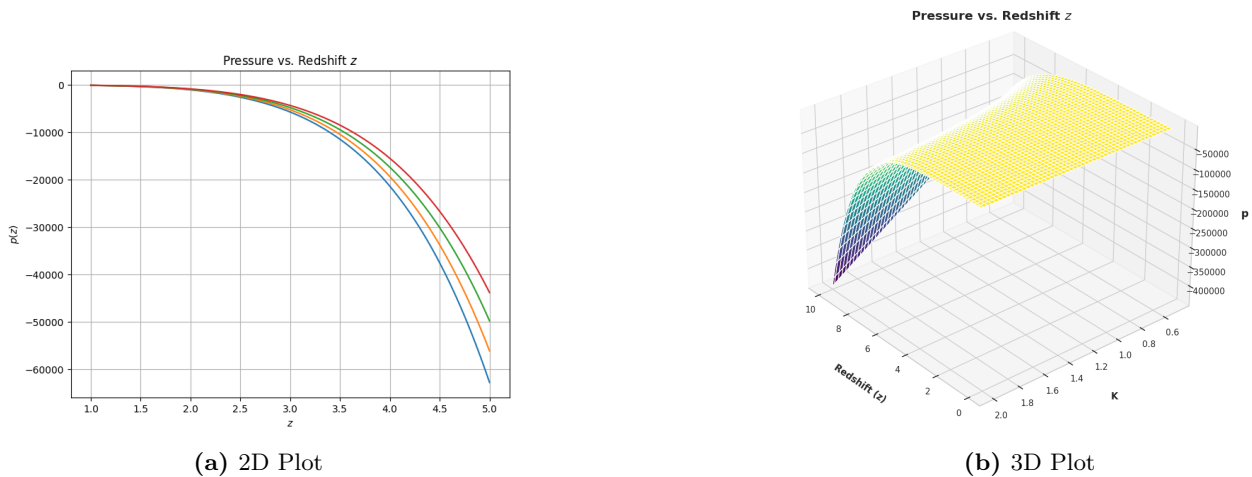 Pressure vs. Redshift z
0
−10000
−20000
−30000
−40000
−50000
−60000
p(z)
1.0 1.5 2.0 2.5 3.0 3.5 4.0 4.5 5.0
z
(a) 2D Plot
Pressure vs. Redshift z
−50000
−100000
−150000
−200000
−250000
−300000
−350000
−400000
p
10 8 6 4 2 0
Redshift (z)
2.0 1.8 1.6 1.4 1.2 1.0 0.8 0.6
K
(b) 3D Plot